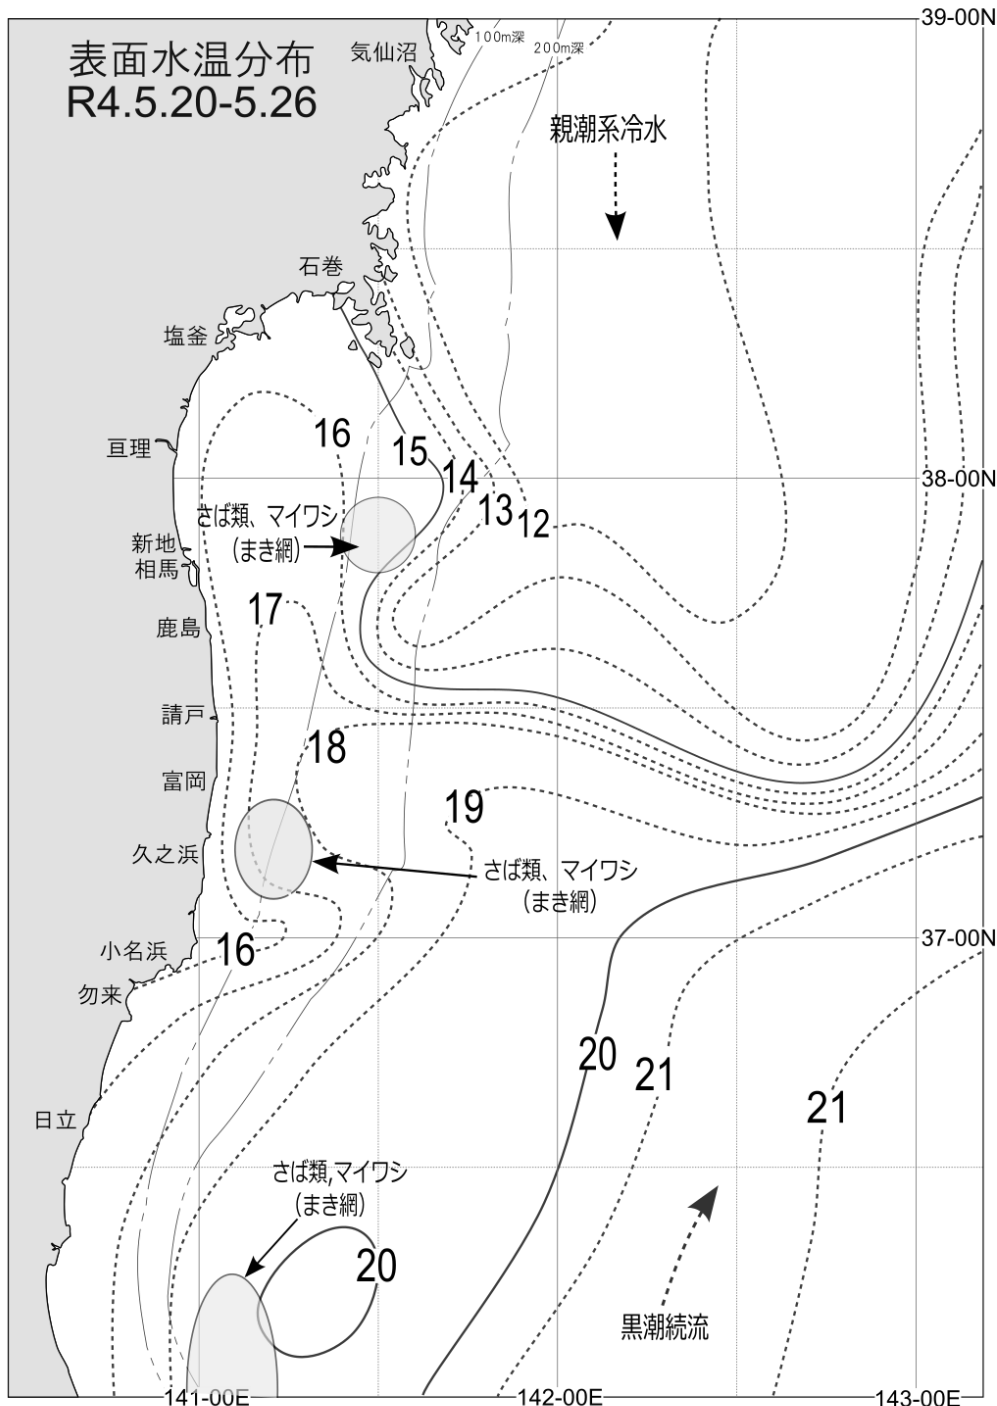 39-00N
表面水温分布
R4.5.20-5.26
気仙沼
100m深
200m深
親潮系冷水
石巻
塩釜
亘理
16
15
14
13
12
38-00N
さば類、マイワシ
(まき網)
新地
相馬
17
鹿島
請戸
18
富岡
19
久之浜
さば類、マイワシ
(まき網)
小名浜
16
37-00N
勿来
20
21
21
日立
さば類,マイワシ
(まき網)
20
黒潮続流
141-00E
142-00E
143-00E